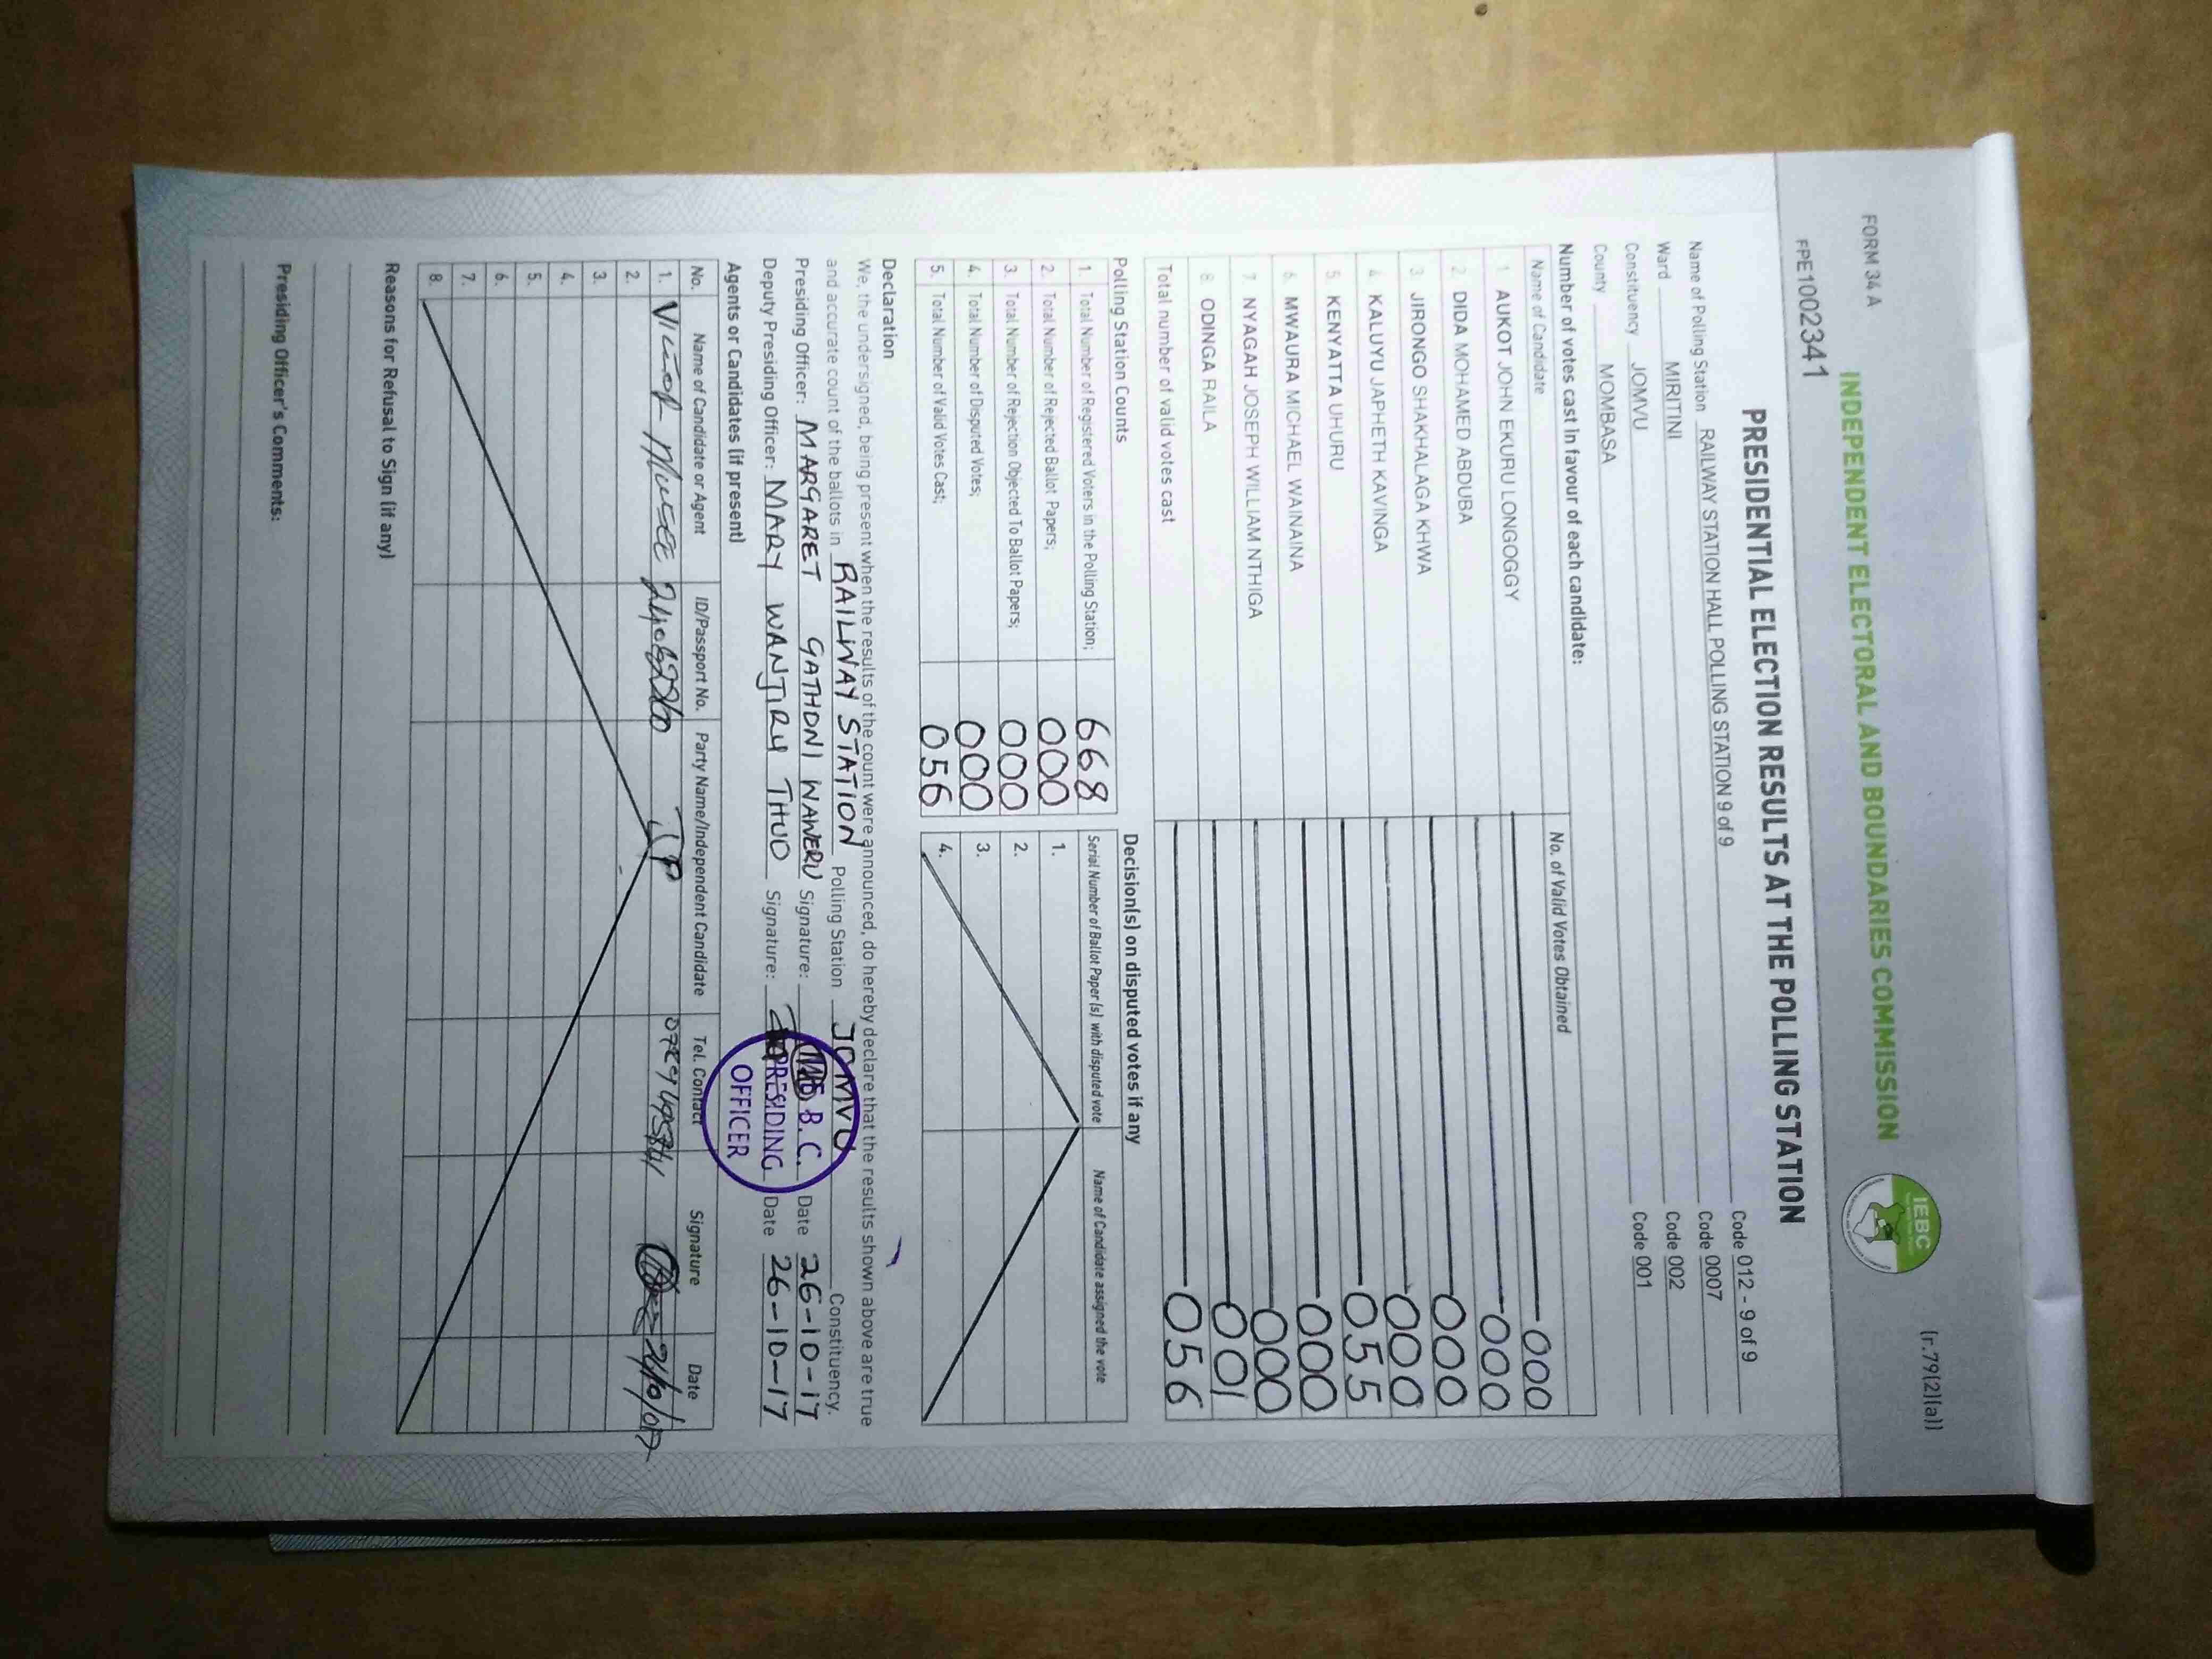 FORM 34 A
(r.79(2)(a))
INDEPENDENT ELECTORAL AND BOUNDARIES COMMISSION
IEBC
FPE1002341
PRESIDENTIAL ELECTION RESULTS AT THE POLLING STATION
Name of Polling Station RAILWAY STATION HALL POLLING STATION 9 of 9 Code 012 - 9 of 9
Ward MIRITINI Code 0007
Constituency JOMVU Code 002
County MOMBASA Code 001
Number of votes cast in favour of each candidate:
Name of Candidate No. of Valid Votes Obtained
1 AUKOT JOHN EKURU LONGOGGY 000
2 DIDA MOHAMED ABDUBA 000
3 JIRONGO SHAKHALAGA KHWA 000
4 KALUYU JAPHETH KAVINGA 000
5. KENYATTA UHURU 055
6. MWAURA MICHAEL WAINAINA 000
7 NYAGAH JOSEPH WILLIAM NTHIGA 000
8 ODINGA RAILA 001
Total number of valid votes cast 056
Polling Station Counts
1. Total Number of Registered Voters in the Polling Station; 668
2. Total Number of Rejected Ballot Papers; 000
3. Total Number of Rejection Objected To Ballot Papers; 000
4. Total Number of Disputed Votes; 000
5. Total Number of Valid Votes Cast; 056
Decision(s) on disputed votes if any
Serial Number of Ballot Paper (s) with disputed vote Name of Candidate assigned the vote
1.
2.
3.
4.
Declaration
We, the undersigned, being present when the results of the count were announced, do hereby declare that the results shown above are true
and accurate count of the ballots in RAILWAY STATION Polling Station JOMVU Constituency.
Presiding Officer: MARGARET GATHONI WAWERU Signature: Date 26-10-17
Deputy Presiding Officer: MARY WANJIRU THUO Signature: Date 26-10-17
B. C.
PRESIDING
OFFICER
Agents or Candidates (if present)
No. Name of Candidate or Agent ID/Passport No. Party Name/Independent Candidate Tel. Contact Signature Date
1. VICTOR JP
2.
3.
4.
5.
6.
7.
8.
Reasons for Refusal to Sign (if any)
Presiding Officer's Comments: